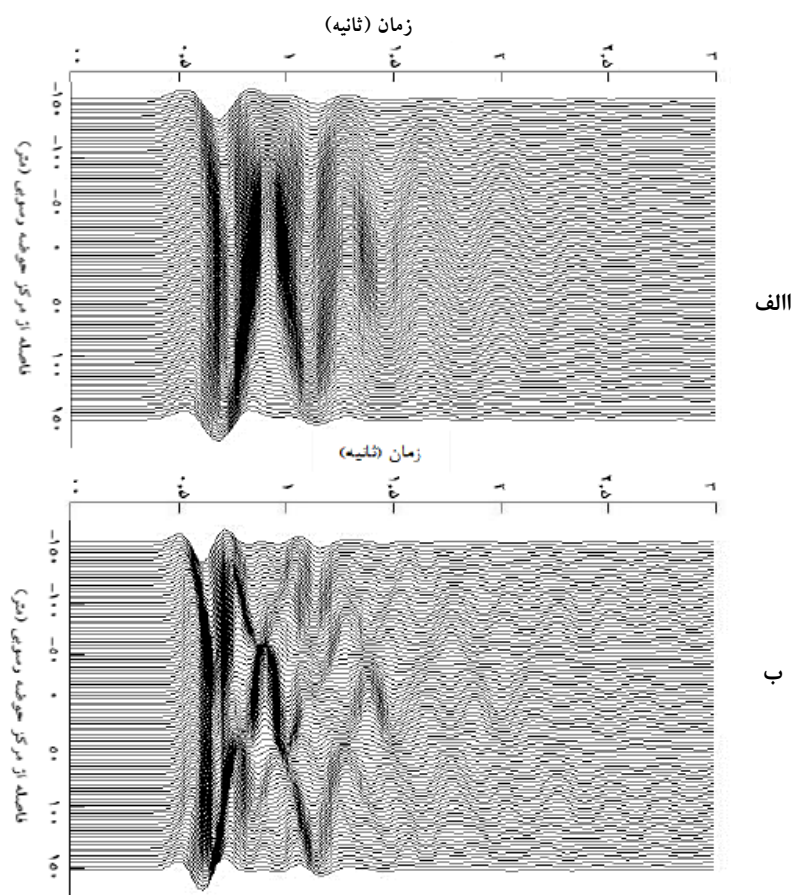 زمان (ثانیه)
۰۰ ۰.۵ ۱ ۱.۵ ۲ ۲.۵ ۳
-۱۵۰ -۱۰۰ -۵۰ ۰ ۵۰ ۱۰۰ ۱۵۰
فاصله از مرکز حوضه رسوبی (متر)
االف
زمان (ثانیه)
۰۰ ۰.۵ ۱ ۱.۵ ۲ ۲.۵ ۳
-۱۵۰ -۱۰۰ -۵۰ ۰ ۵۰ ۱۰۰ ۱۵۰
فاصله از مرکز حوضه رسوبی (متر)
ب